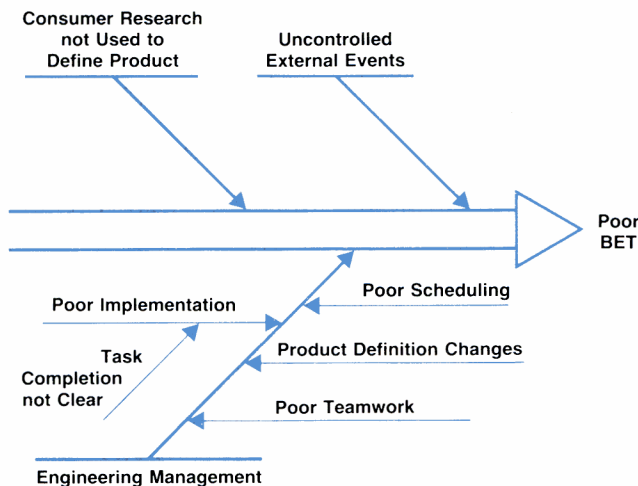 Consumer Research
not Used to
Define Product
Uncontrolled
External Events
Poor
BET
Poor Scheduling
Poor Implementation
Task
Completion
not Clear
Product Definition Changes
Poor Teamwork
Engineering Management